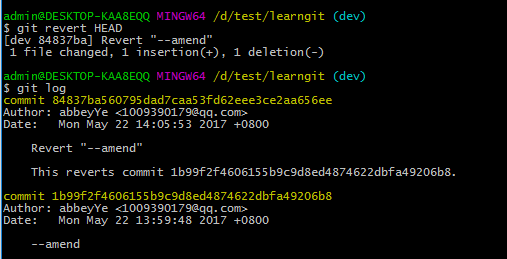 admin@DESKTOP-KAA8EQQ MINGW64 /d/test/learngit (dev)
$ git revert HEAD
[dev 84837ba] Revert "--amend"
 1 file changed, 1 insertion(+), 1 deletion(-)

admin@DESKTOP-KAA8EQQ MINGW64 /d/test/learngit (dev)
$ git log
commit 84837ba560795dad7caa53fd62eee3ce2aa656ee
Author: abbeyYe <1009390179@qq.com>
Date:   Mon May 22 14:05:53 2017 +0800

    Revert "--amend"

    This reverts commit 1b99f2f4606155b9c9d8ed4874622dbfa49206b8.

commit 1b99f2f4606155b9c9d8ed4874622dbfa49206b8
Author: abbeyYe <1009390179@qq.com>
Date:   Mon May 22 13:59:48 2017 +0800

    --amend